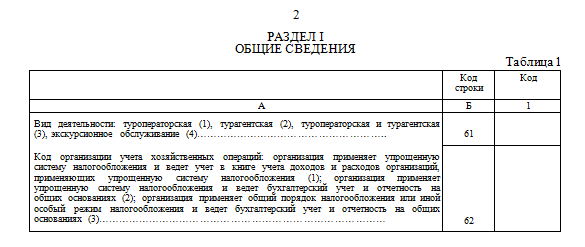 2
РАЗДЕЛ I
ОБЩИЕ СВЕДЕНИЯ
Таблица 1
Код строки Код
А Б 1
Вид деятельности: туроператорская (1), турагентская (2), туроператорская и турагентская
(3), экскурсионное обслуживание (4)…………………………………………………. 61
Код организации учета хозяйственных операций: организация применяет упрощенную
систему налогообложения и ведет учет в книге учета доходов и расходов организаций,
применяющих упрощенную систему налогообложения (1); организация применяет
упрощенную систему налогообложения и ведет бухгалтерский учет и отчетность на
общих основаниях (2); организация применяет общий порядок налогообложения или иной
особый режим налогообложения и ведет бухгалтерский учет и отчетность на общих
основаниях (3)………………………………………………………………………… 62